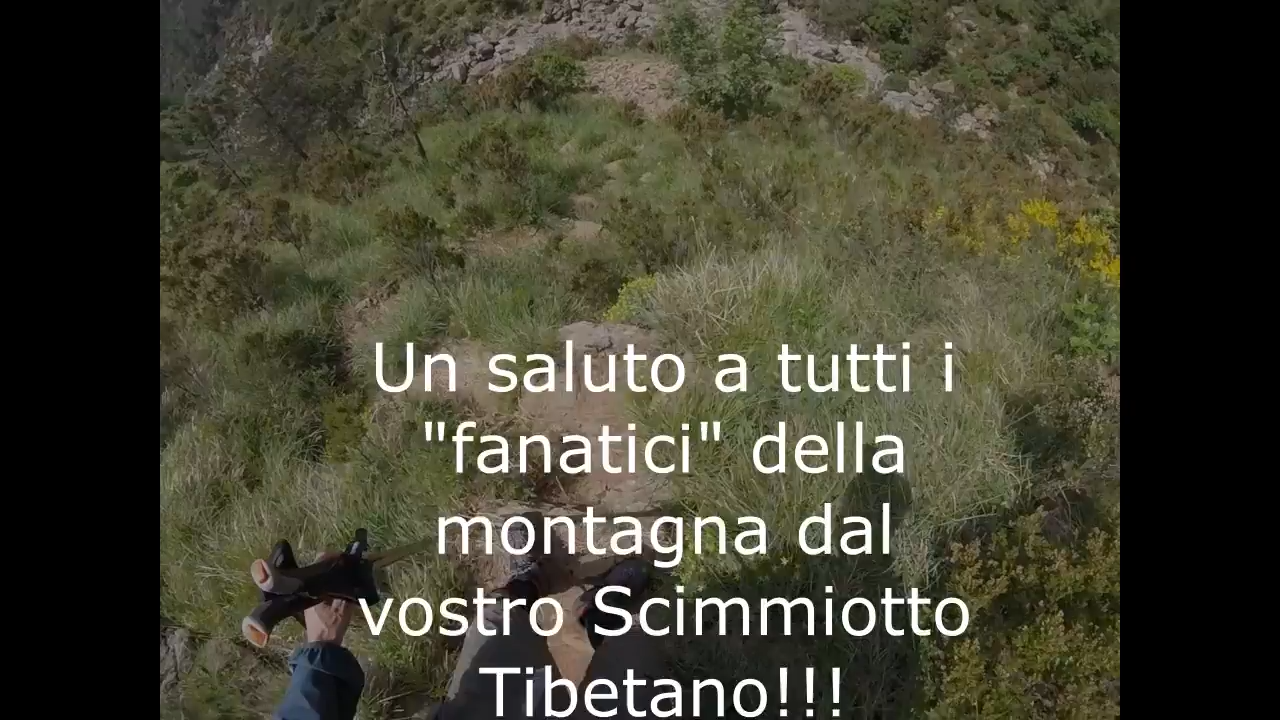 Un saluto a tutti i
"fanatici" della
montagna dal
vostro Scimmiotto
Tibetano!!!